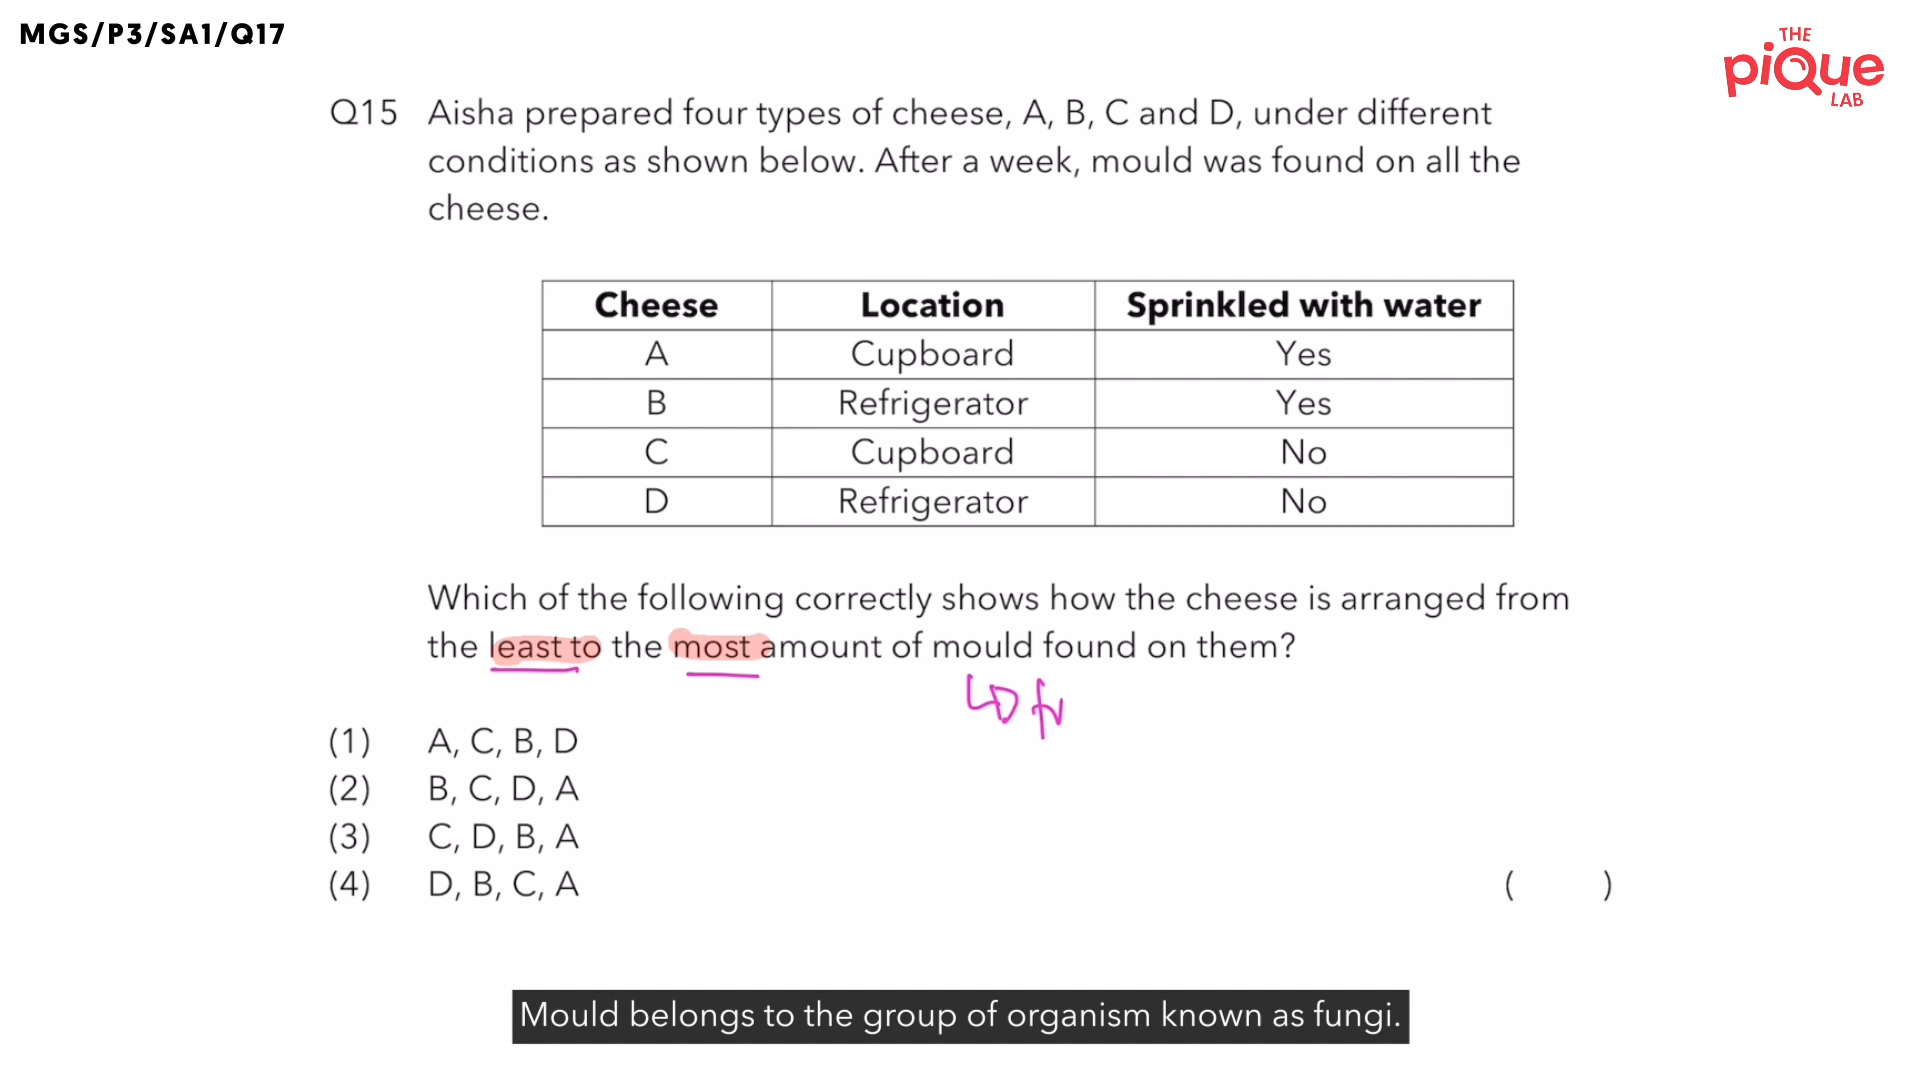 MGS/P3/SA1/Q17
THE
piQue
LAB
Q15 Aisha prepared four types of cheese, A, B, C and D, under different
conditions as shown below. After a week, mould was found on all the
cheese.
Cheese Location Sprinkled with water
A Cupboard Yes
B Refrigerator Yes
C Cupboard No
D Refrigerator No
Which of the following correctly shows how the cheese is arranged from
the least to the most amount of mould found on them?
(1) A, C, B, D
(2) B, C, D, A
(3) C, D, B, A
(4) D, B, C, A
( )
Mould belongs to the group of organism known as fungi.